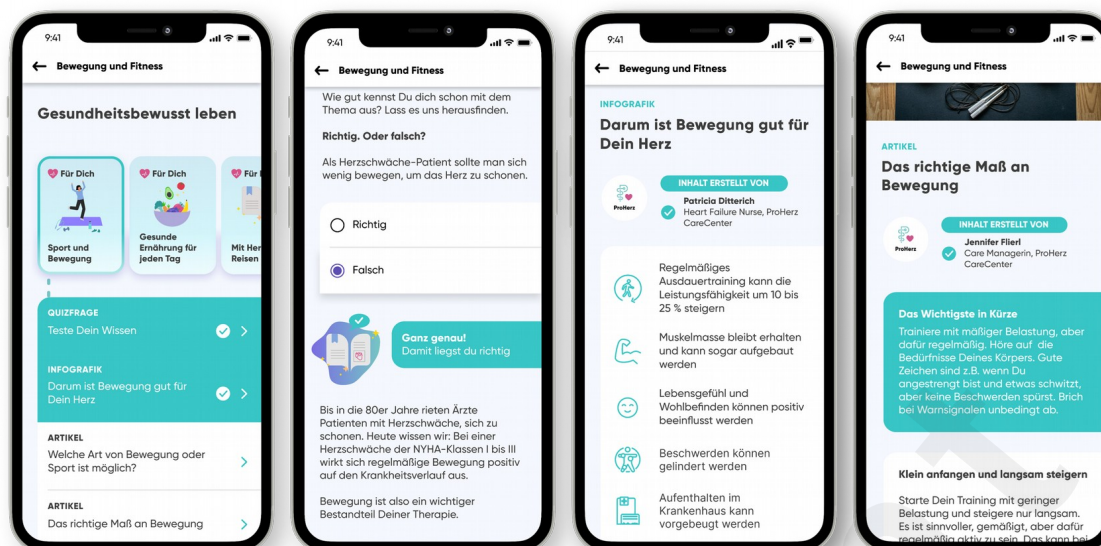 9:41
Bewegung und Fitness
Gesundheitsbewusst leben
Für Dich
Sport und
Bewegung
Für Dich
Gesunde
Ernährung für
jeden Tag
Für
Mit Her
Reisen
QUIZFRAGE
Teste Dein Wissen
INFOGRAFIK
Darum ist Bewegung gut für
Dein Herz
ARTIKEL
Welche Art von Bewegung oder
Sport ist möglich?
ARTIKEL
Das richtige Maß an Bewegung
9:41
Bewegung und Fitness
Wie gut kennst Du dich schon mit dem
Thema aus? Lass es uns herausfinden.
Richtig. Oder falsch?
Als Herzschwäche-Patient sollte man sich
wenig bewegen, um das Herz zu schonen.
Richtig
Falsch
Ganz genau!
Damit liegst du richtig
Bis in die 80er Jahre rieten Ärzte
Patienten mit Herzschwäche, sich zu
schonen. Heute wissen wir: Bei einer
Herzschwäche der NYHA-Klassen I bis III
wirkt sich regelmäßige Bewegung positiv
auf den Krankheitsverlauf aus.
Bewegung ist also ein wichtiger
Bestandteil Deiner Therapie.
9:41
Bewegung und Fitness
INFOGRAFIK
Darum ist Bewegung gut für
Dein Herz
ProHerz
INHALT ERSTELLT VON
Patricia Ditterich
Heart Failure Nurse, ProHerz
CareCenter
Regelmäßiges
Ausdauertraining kann die
Leistungsfähigkeit um 10 bis
25 % steigern
Muskelmasse bleibt erhalten
und kann sogar aufgebaut
werden
Lebensgefühl und
Wohlbefinden können positiv
beeinflusst werden
Beschwerden können
gelindert werden
Aufenthalten im
Krankenhaus kann
vorgebeugt werden
9:41
Bewegung und Fitness
ARTIKEL
Das richtige Maß an
Bewegung
ProHerz
INHALT ERSTELLT VON
Jennifer Flierl
Care Managerin, ProHerz
CareCenter
Das Wichtigste in Kürze
Trainiere mit mäßiger Belastung, aber
dafür regelmäßig. Höre auf die
Bedürfnisse Deines Körpers. Gute
Zeichen sind z.B. wenn Du
angestrengt bist und etwas schwitzt,
aber keine Beschwerden spürst. Brich
bei Warnsignalen unbedingt ab.
Klein anfangen und langsam steigern
Starte Dein Training mit geringer
Belastung und steigere nur langsam.
Es ist sinnvoller, gemäßigt, aber dafür
regelmäßig aktiv zu sein. Das kann bei